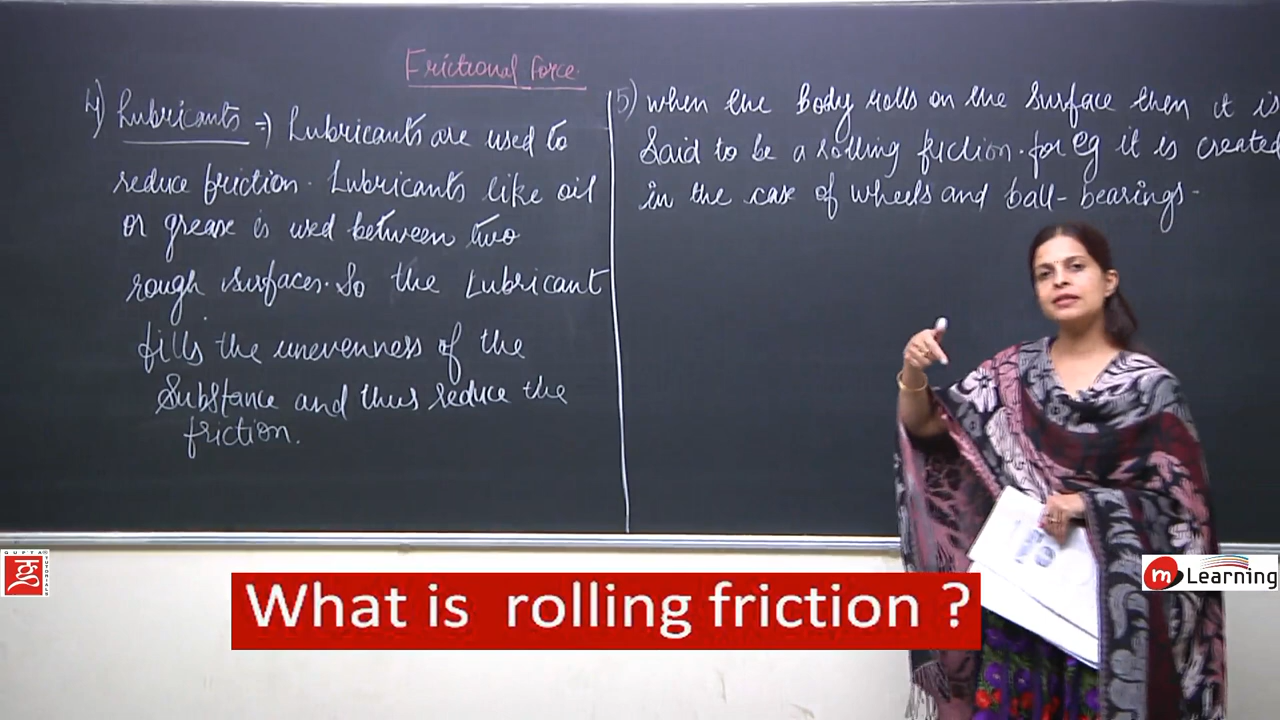 Frictional Force.
4) Lubricants => Lubricants are used to
reduce friction. Lubricants like oil
or grease is used between two
rough surfaces. So the Lubricant
fills the unevenness of the
Substance and thus reduce the
friction.
5) when the body rolls on the surface then it is
Said to be a rolling friction. for eg it is created
in the case of wheels and ball-bearings-
GUPTA
TUTORIALS
m Learning
What is rolling friction ?